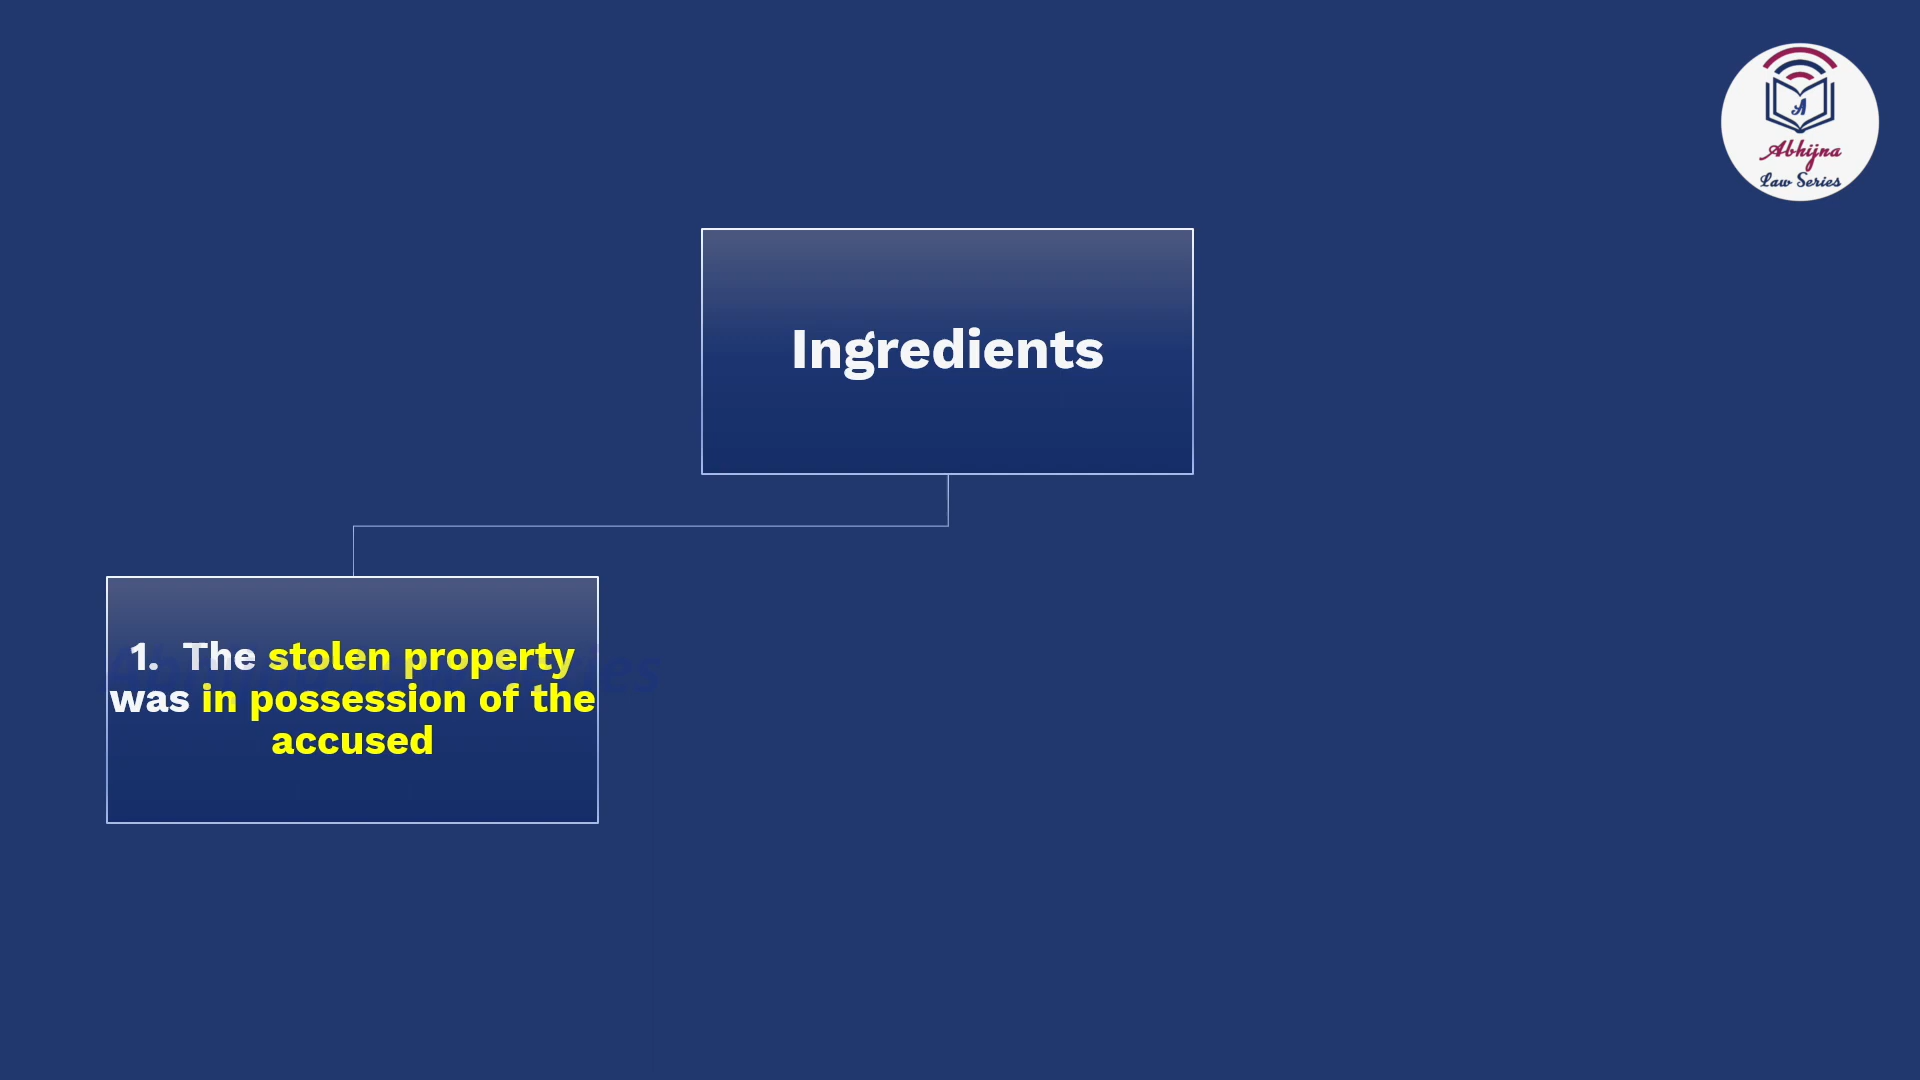 A
Abhijna
Law Series
Ingredients
1. The stolen property
was in possession of the
accused